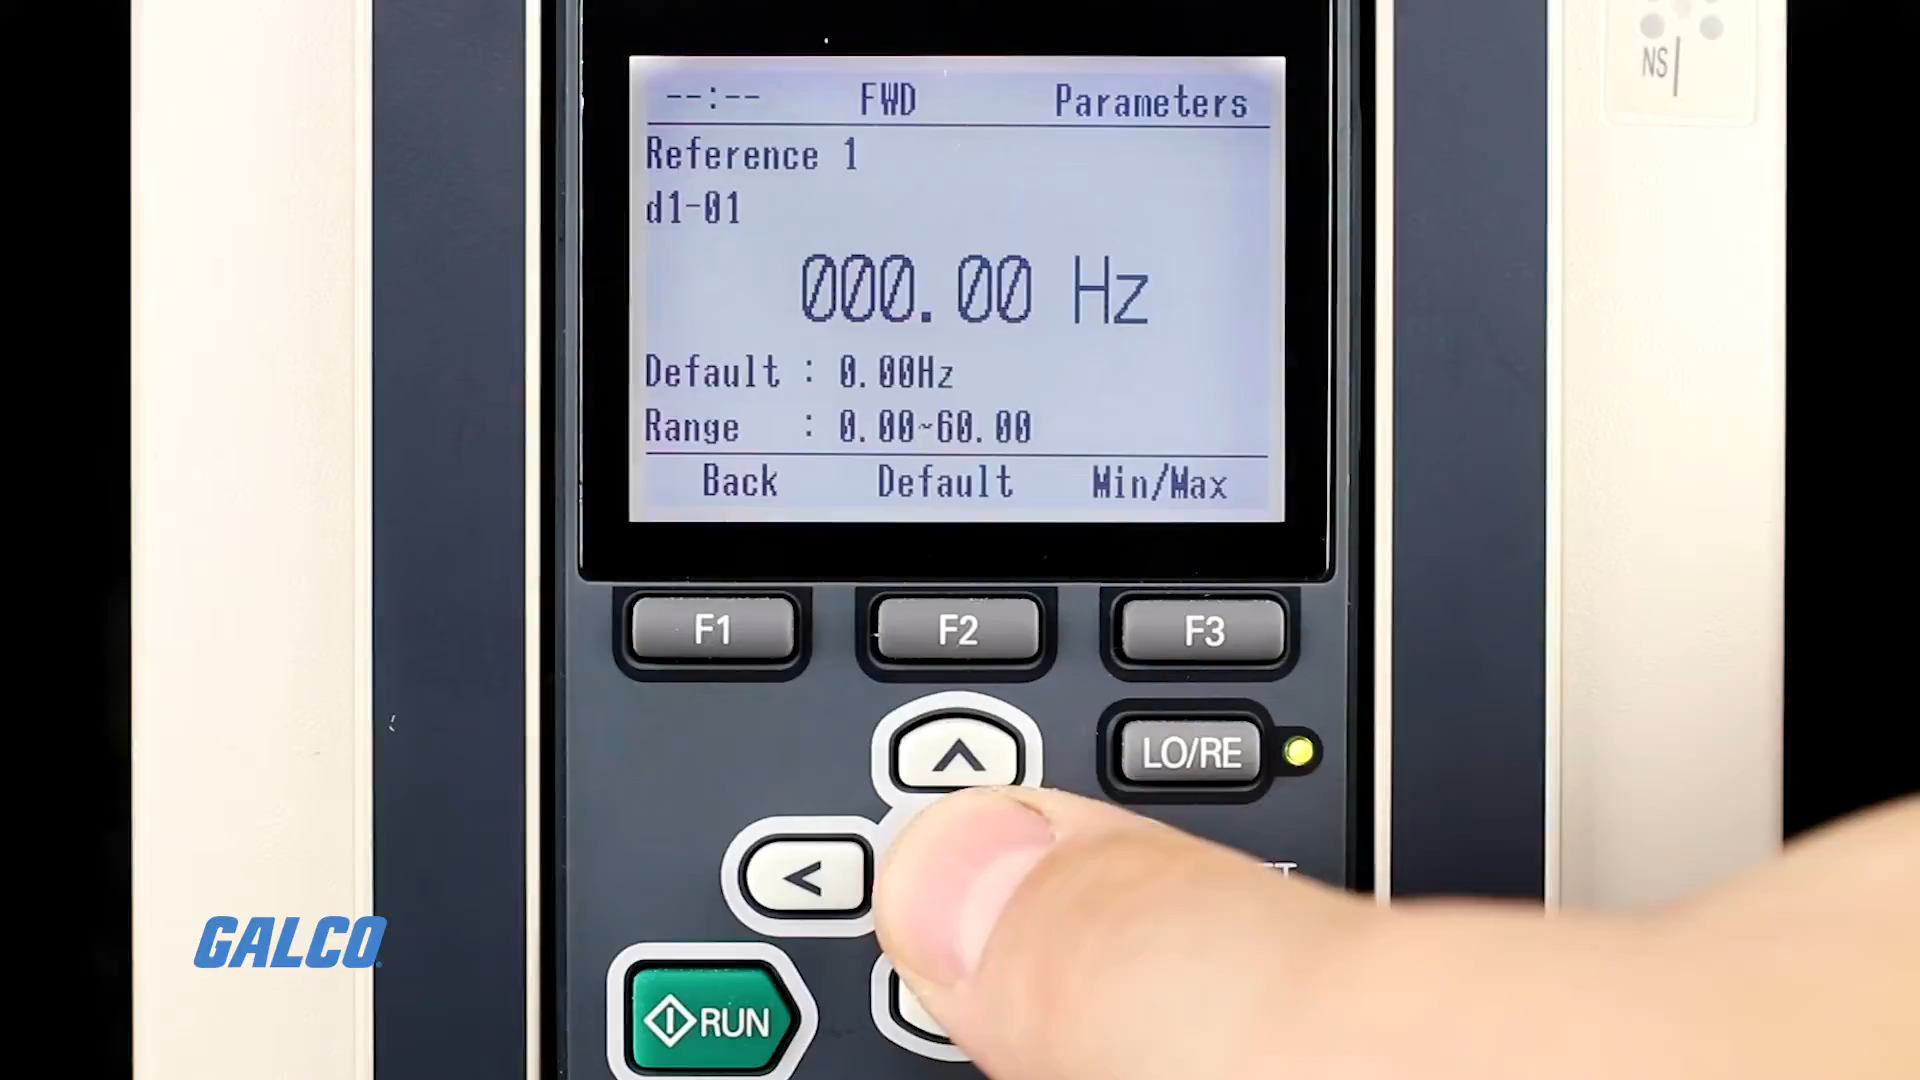 NS
--:-- FWD Parameters
Reference 1
d1-01
000.00 Hz
Default : 0.00Hz
Range : 0.00~60.00
Back Default Min/Max
F1 F2 F3
LO/RE
GALCO
RUN